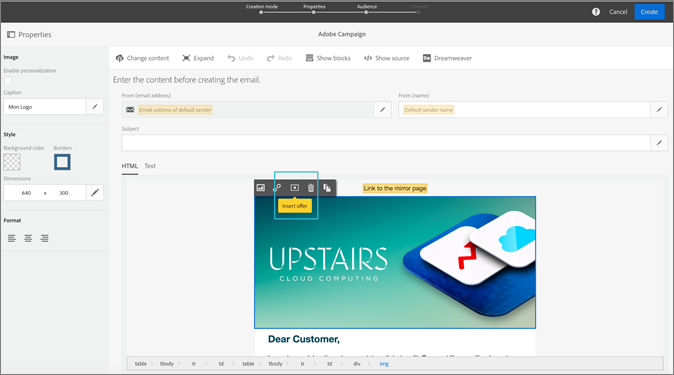 Creation mode Properties Audience Content
Cancel Create
Properties Adobe Campaign
Image
Enable personalization
Caption
Mon Logo
Style
Background color Borders
Dimensions
640 x 300
Format
Change content Expand Undo Redo Show blocks Show source Dw Dreamweaver
Enter the content before creating the email.
From (email address) From (name)
Email address of default sender Default sender name
Subject
HTML Text
Link to the mirror page
Insert offer
UPSTAIRS
CLOUD COMPUTING
Dear Customer,
table tbody tr td table tbody tr td div img